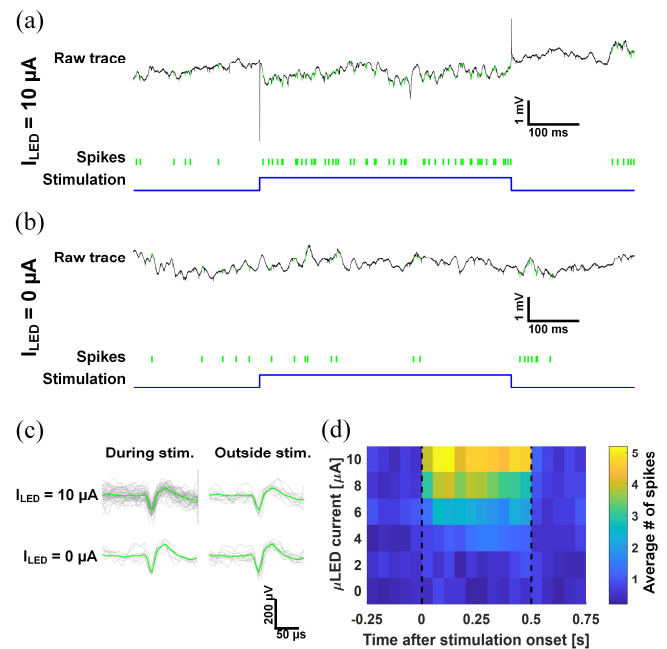 (a)
I_LED = 10 µA
Raw trace
1 mV
100 ms
Spikes
Stimulation
(b)
I_LED = 0 µA
Raw trace
1 mV
100 ms
Spikes
Stimulation
(c)
During stim. Outside stim.
I_LED = 10 µA
I_LED = 0 µA
200 µV
50 µs
(d)
µLED current [µA]
10
8
6
4
2
0
-0.25 0 0.25 0.5 0.75
Time after stimulation onset [s]
5
4
3
2
1
Average # of spikes